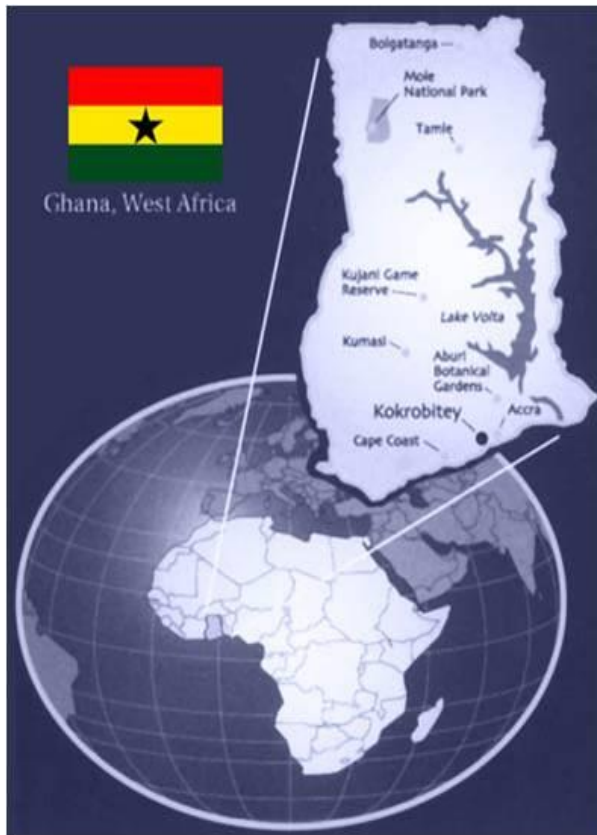 Ghana, West Africa
Bolgatanga
Mole
National Park
Tamle
Kujani Game
Reserve
Lake Volta
Kumasi
Aburi
Botanical
Gardens
Kokrobitey
Accra
Cape Coast